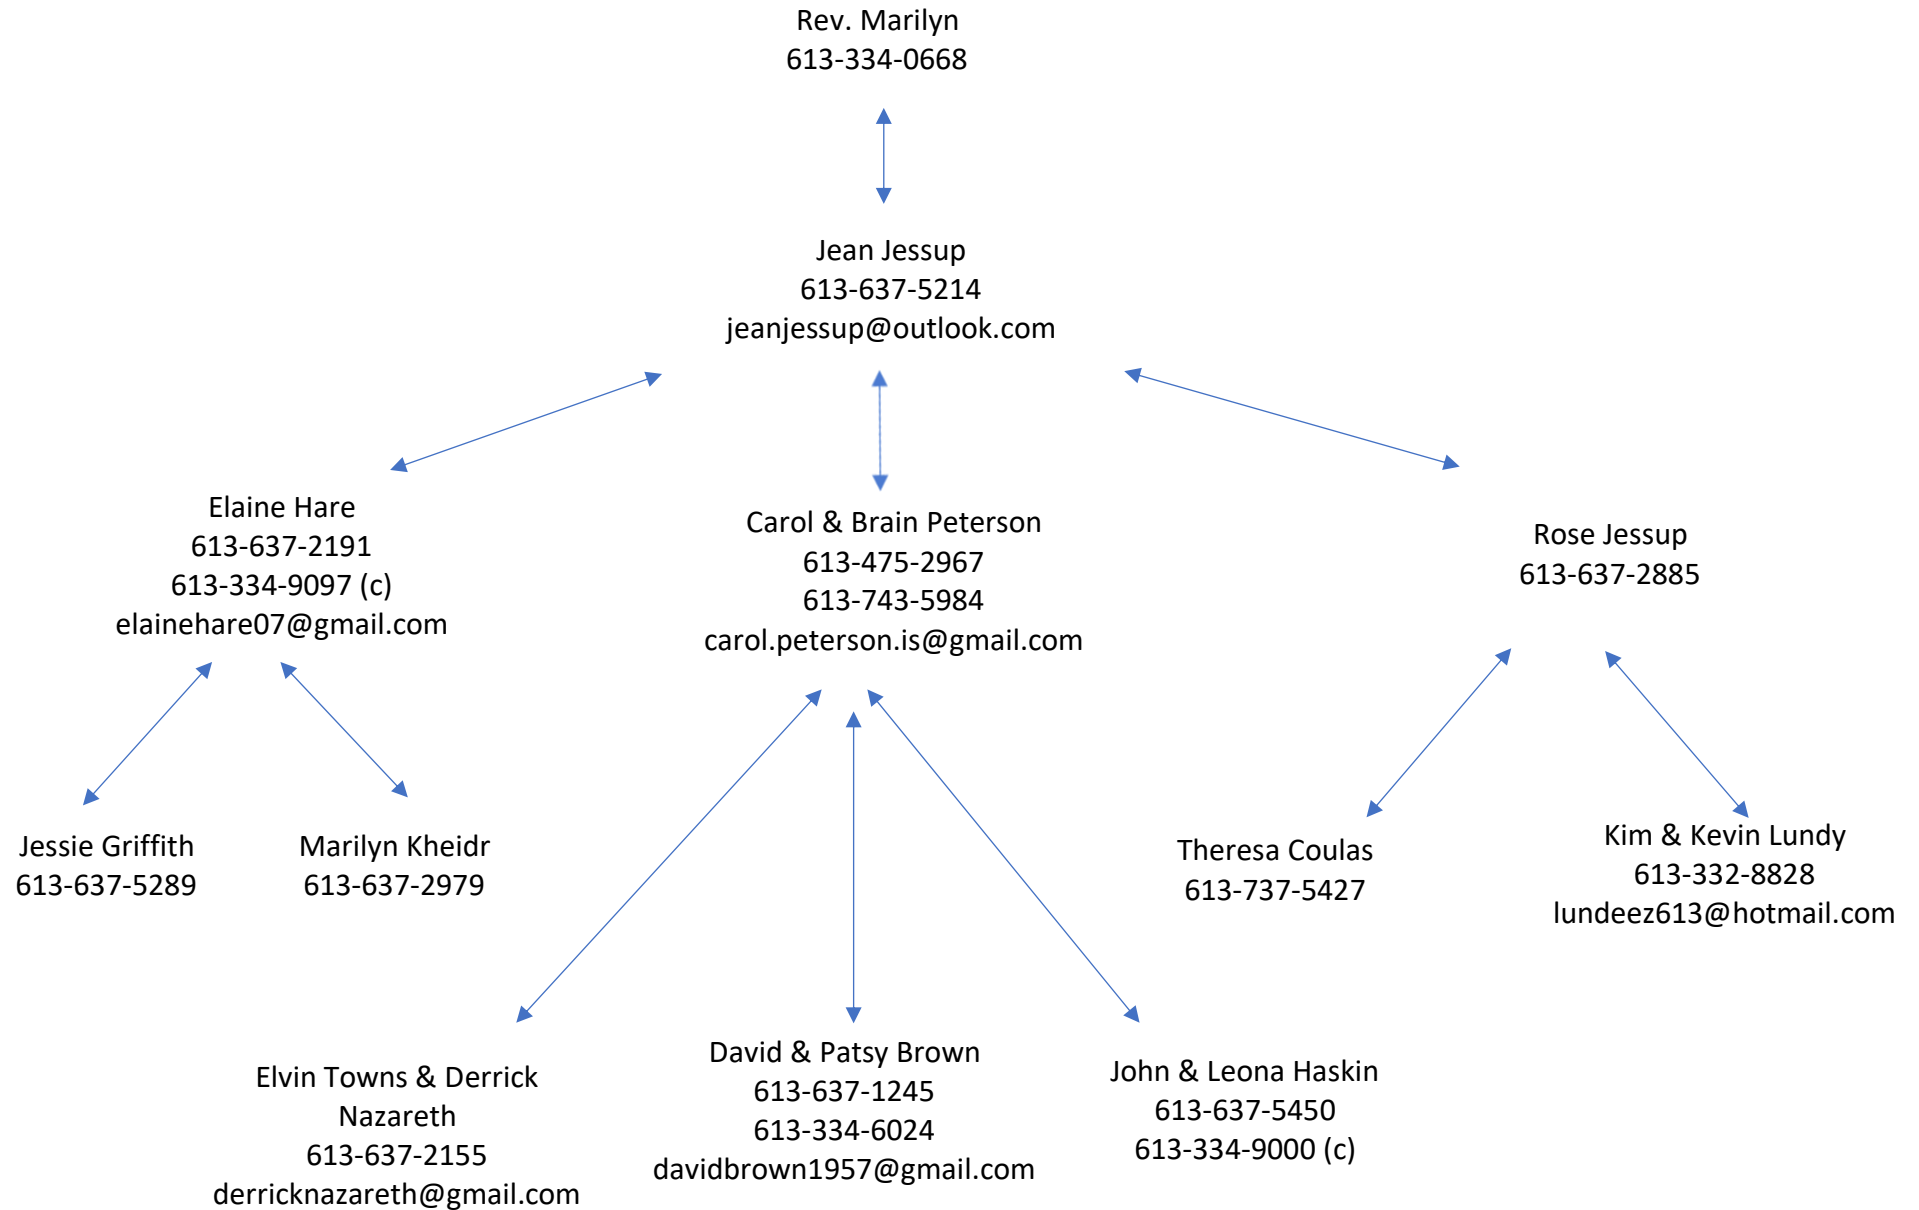 Rev. Marilyn
613-334-0668
Jean Jessup
613-637-5214
jeanjessup@outlook.com
Elaine Hare
613-637-2191
613-334-9097 (c)
elainehare07@gmail.com
Carol & Brain Peterson
613-475-2967
613-743-5984
carol.peterson.is@gmail.com
Rose Jessup
613-637-2885
Jessie Griffith
613-637-5289
Marilyn Kheidr
613-637-2979
Theresa Coulas
613-737-5427
Kim & Kevin Lundy
613-332-8828
lundeez613@hotmail.com
Elvin Towns & Derrick
Nazareth
613-637-2155
derricknazareth@gmail.com
David & Patsy Brown
613-637-1245
613-334-6024
davidbrown1957@gmail.com
John & Leona Haskin
613-637-5450
613-334-9000 (c)